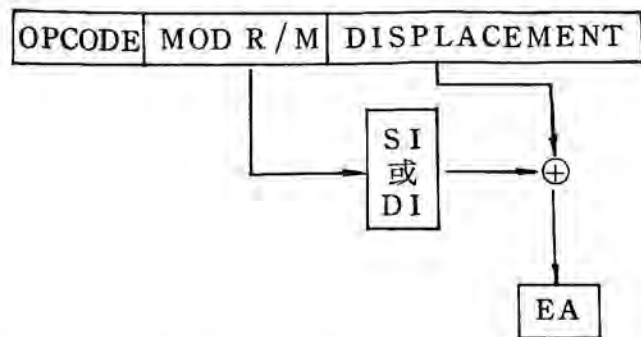 OPCODE MOD R/M DISPLACEMENT
SI
或
DI
EA